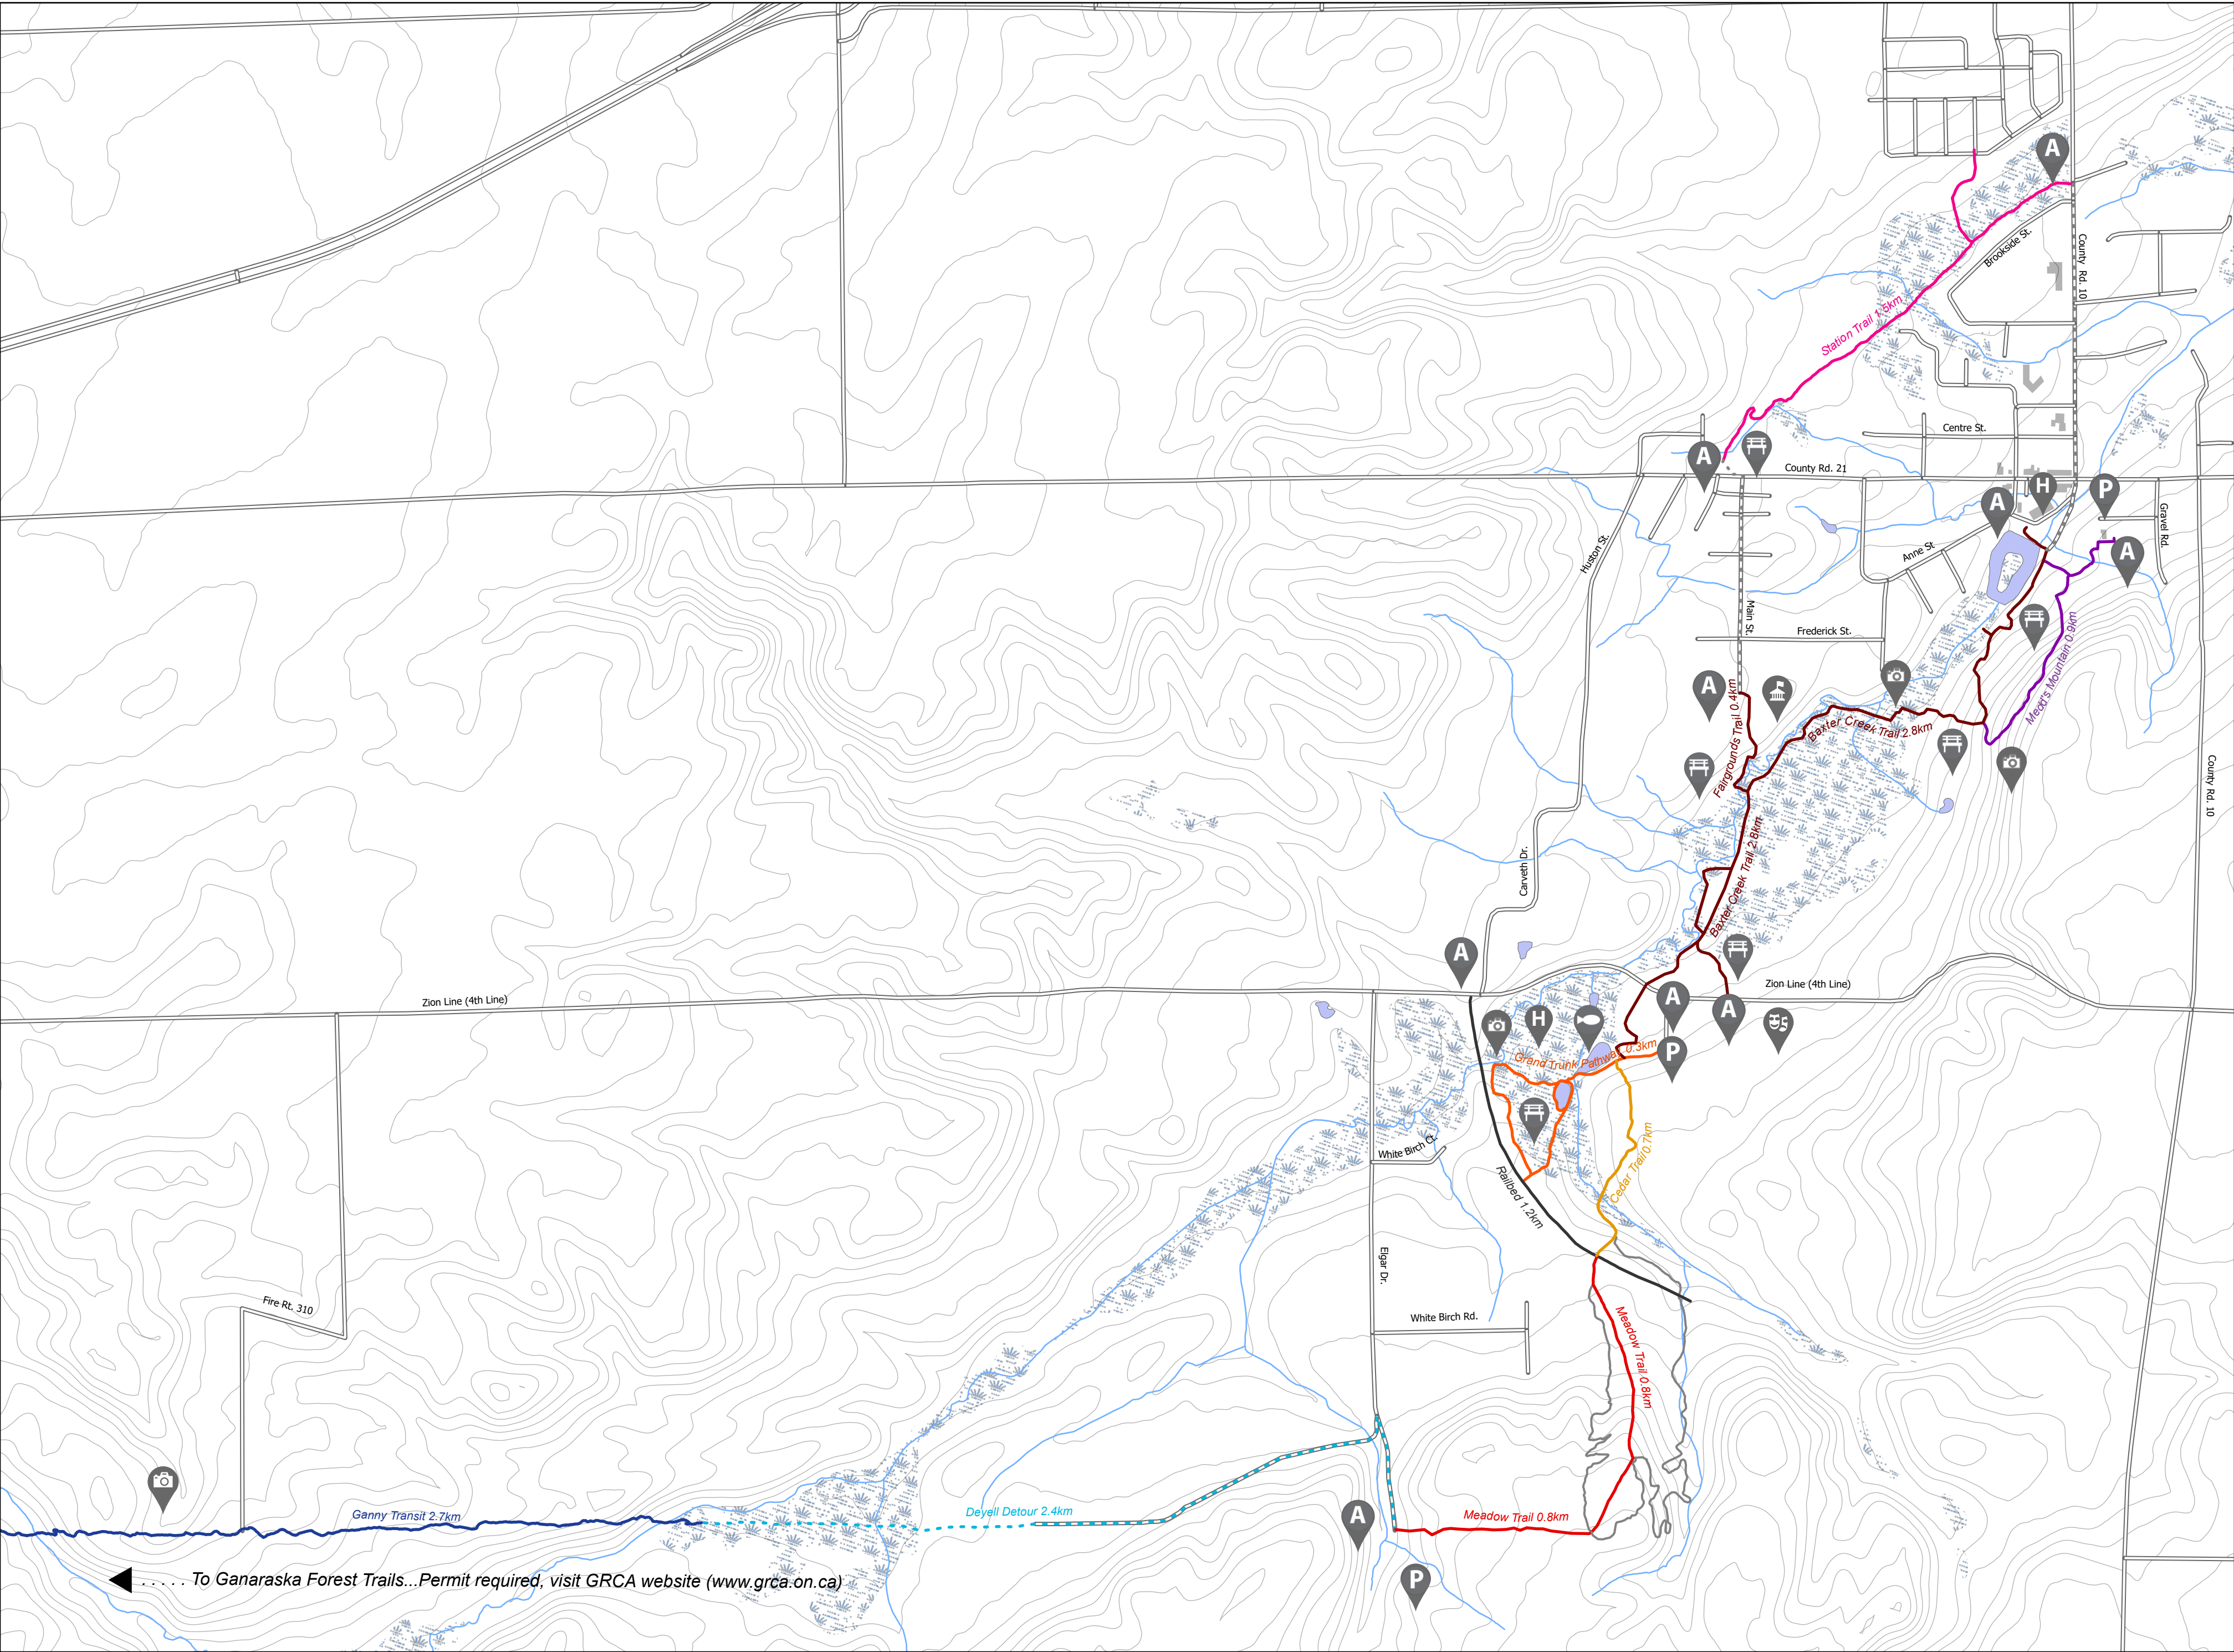 A
County Rd. 10
Brookside St.
Station Trail 1.5km
Centre St.
A
County Rd. 21
H
P
A
Gravel Rd.
Huston St.
Anne St
A
Main St.
Frederick St.
Medd's Mountain 0.9km
A
Fairgrounds Trail 0.4km
Baxter Creek Trail 2.8km
County Rd. 10
Carveth Dr.
Baxter Creek Trail 2.8km
A
Zion Line (4th Line)
Zion Line (4th Line)
A
A
H
P
Grand Trunk Pathway 0.3km
White Birch Ct.
Cedar Trail 0.7km
Railbed 1.2km
Elgar Dr.
Fire Rt. 310
White Birch Rd.
Meadow Trail 0.8km
Ganny Transit 2.7km
Deyell Detour 2.4km
A
Meadow Trail 0.8km
P
. . . . . To Ganaraska Forest Trails...Permit required, visit GRCA website (www.grca.on.ca)